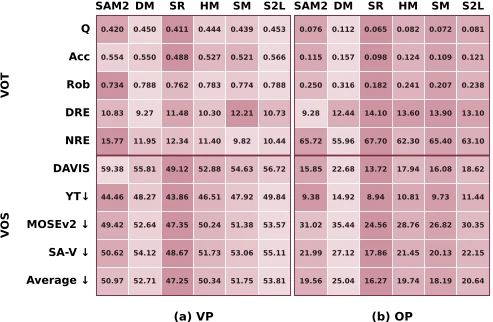 SAM2 DM SR HM SM S2L SAM2 DM SR HM SM S2L
VOT
Q 0.420 0.450 0.411 0.444 0.439 0.453 0.076 0.112 0.065 0.082 0.072 0.081
Acc 0.554 0.550 0.488 0.527 0.521 0.566 0.115 0.157 0.098 0.124 0.109 0.121
Rob 0.734 0.788 0.762 0.783 0.774 0.788 0.250 0.316 0.182 0.241 0.207 0.238
DRE 10.83 9.27 11.48 10.30 12.21 10.73 9.28 12.44 14.10 13.60 13.90 13.10
NRE 15.77 11.95 12.34 11.40 9.82 10.44 65.72 55.96 67.70 62.30 65.40 63.10
VOS
DAVIS 59.38 55.81 49.12 52.88 54.63 56.72 15.85 22.68 13.72 17.94 16.08 18.62
YT↓ 44.46 48.27 43.86 46.51 47.92 49.84 9.38 14.92 8.94 10.81 9.73 11.44
MOSEv2 ↓ 49.42 52.64 47.35 50.24 51.38 53.57 31.02 35.44 24.56 28.76 26.82 30.35
SA-V ↓ 50.62 54.12 48.67 51.73 53.06 55.11 21.99 27.12 17.86 21.45 20.13 22.15
Average ↓ 50.97 52.71 47.25 50.34 51.75 53.81 19.56 25.04 16.27 19.74 18.19 20.64
(a) VP (b) OP